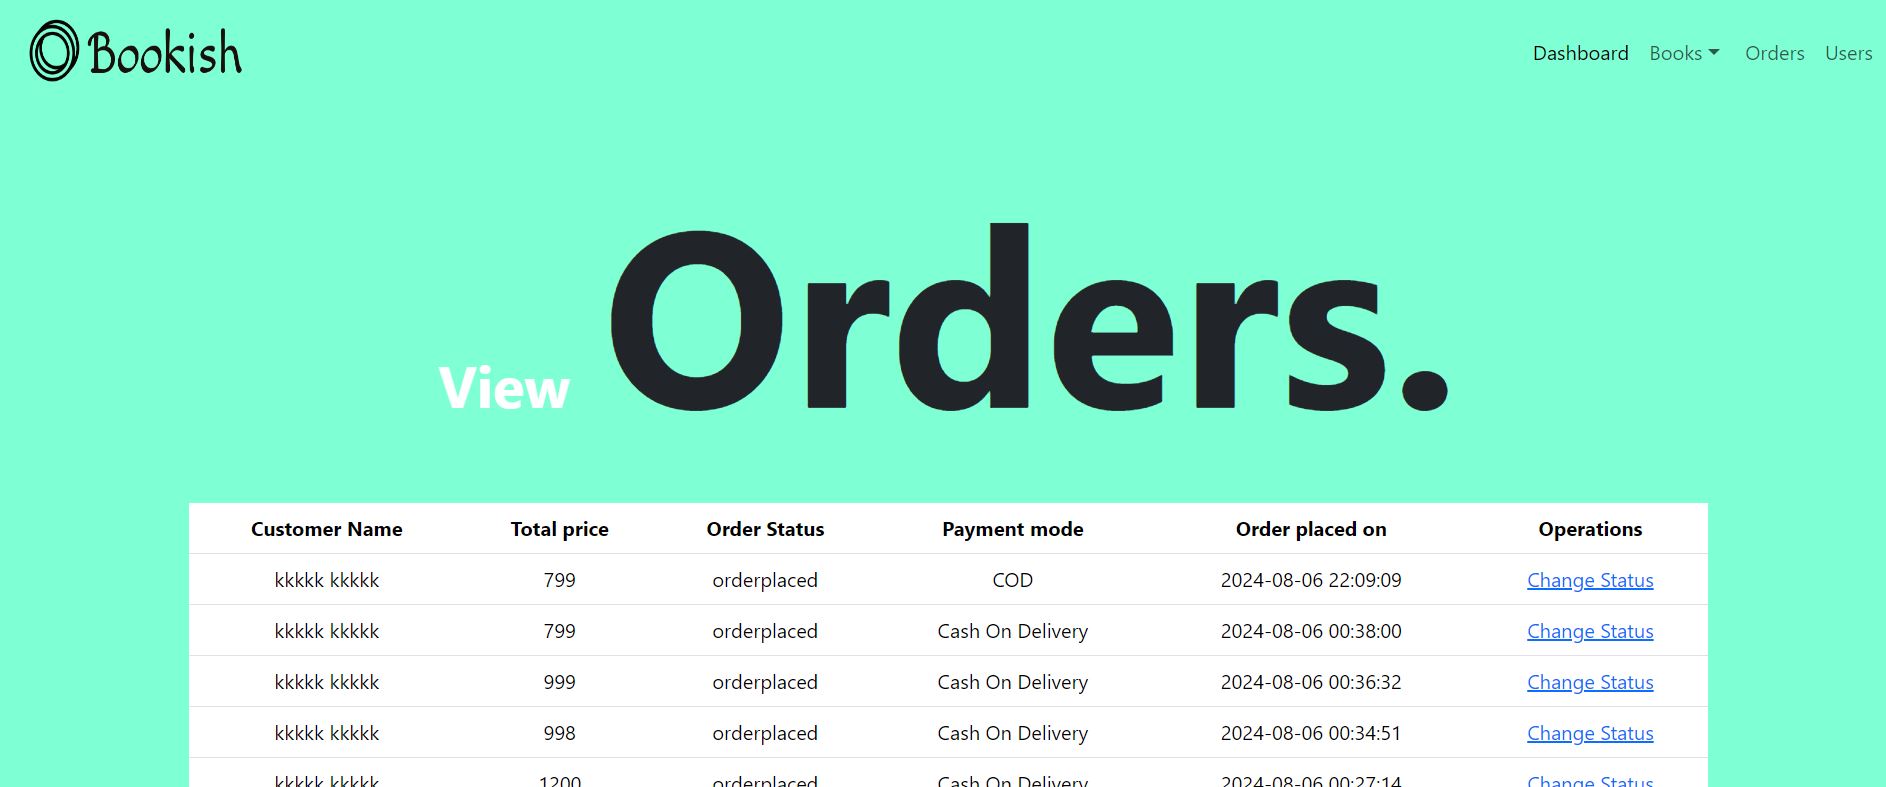 Bookish
Dashboard Books Orders Users
View Orders.
Customer Name Total price Order Status Payment mode Order placed on Operations
kkkkk kkkkk 799 orderplaced COD 2024-08-06 22:09:09 Change Status
kkkkk kkkkk 799 orderplaced Cash On Delivery 2024-08-06 00:38:00 Change Status
kkkkk kkkkk 999 orderplaced Cash On Delivery 2024-08-06 00:36:32 Change Status
kkkkk kkkkk 998 orderplaced Cash On Delivery 2024-08-06 00:34:51 Change Status
kkkkk kkkkk 1200 orderplaced Cash On Delivery 2024-08-06 00:27:14 Change Status